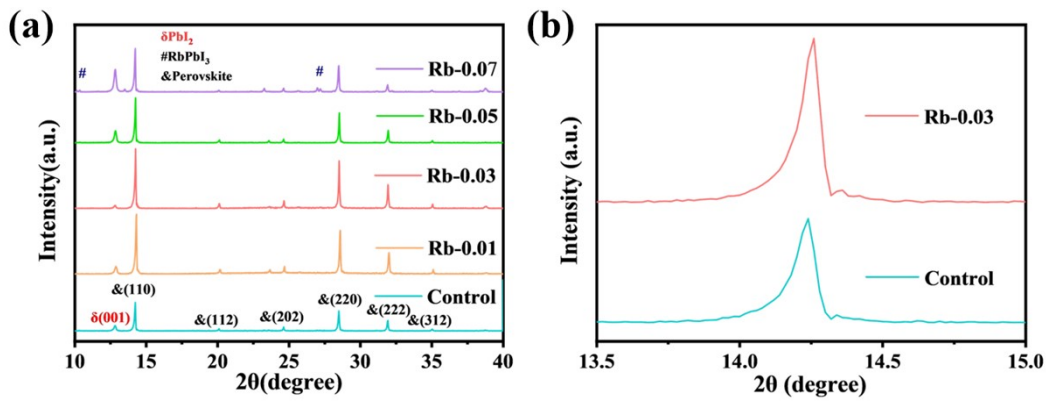 (a)
Intensity(a.u.)
δPbI₂
#RbPbI₃
&Perovskite
#
#
Rb-0.07
Rb-0.05
Rb-0.03
Rb-0.01
Control
δ(001)
&(110)
&(112)
&(202)
&(220)
&(222)
&(312)
10 15 20 25 30 35 40
2θ(degree)
(b)
Intensity (a.u.)
Rb-0.03
Control
13.5 14.0 14.5 15.0
2θ (degree)